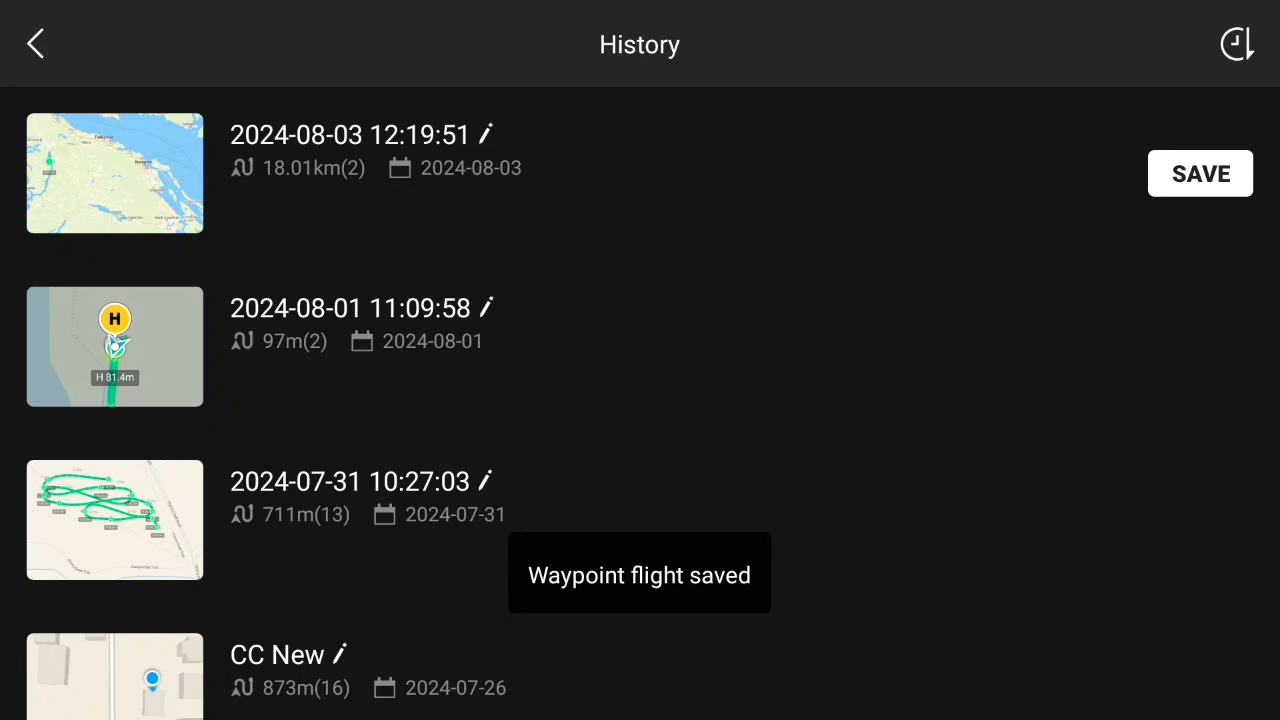 History
2024-08-03 12:19:51
18.01km(2) 2024-08-03
SAVE
2024-08-01 11:09:58
97m(2) 2024-08-01
H
H 81.4m
2024-07-31 10:27:03
711m(13) 2024-07-31
Waypoint flight saved
CC New
873m(16) 2024-07-26